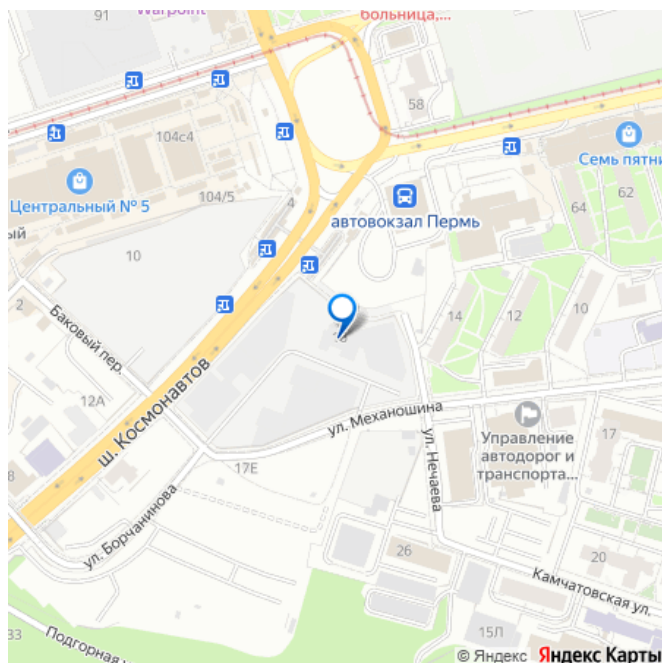 91
Warpoint
больница,...
58
104с4
Семь пятни
Центральный № 5
104/5
4
62
64
автовокзал Пермь
ый
10
2
Баковый пер.
14
12
10
12А
ш. Космонавтов
ул. Механошина
17
Управление
автодорог и
транспорта...
ул. Нечаева
8
17Е
ул. Борчанинова
26
20
Камчатовская ул.
33
Подгорная
15Л
© Яндекс Яндекс Карты